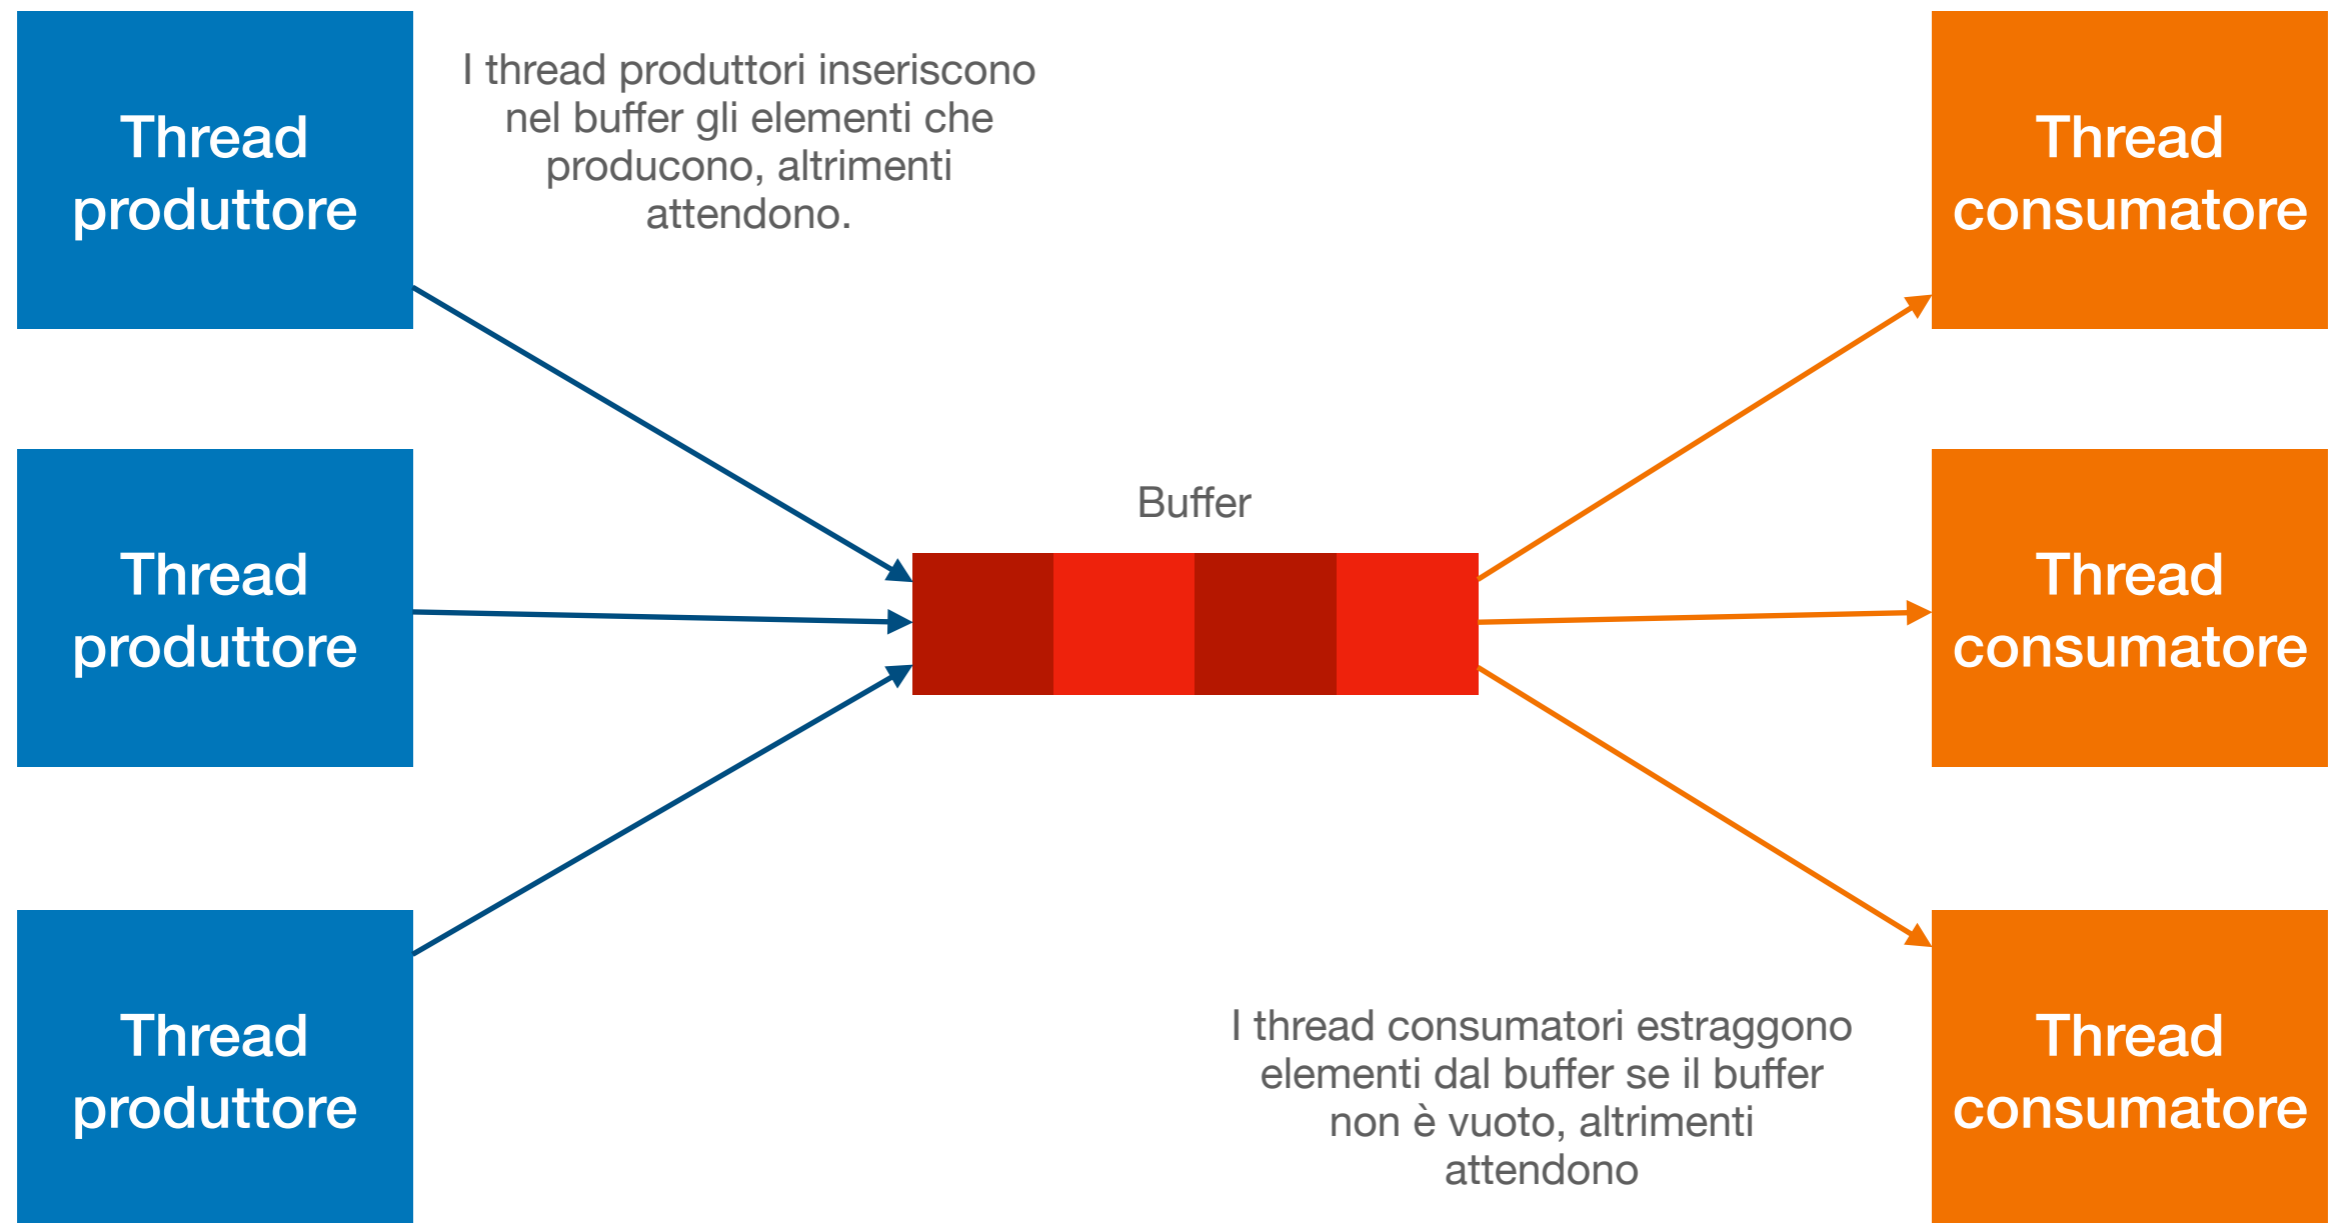 Thread
produttore
I thread produttori inseriscono
nel buffer gli elementi che
producono, altrimenti
attendono.
Thread
consumatore
Thread
produttore
Buffer
Thread
consumatore
Thread
produttore
I thread consumatori estraggono
elementi dal buffer se il buffer
non è vuoto, altrimenti
attendono
Thread
consumatore